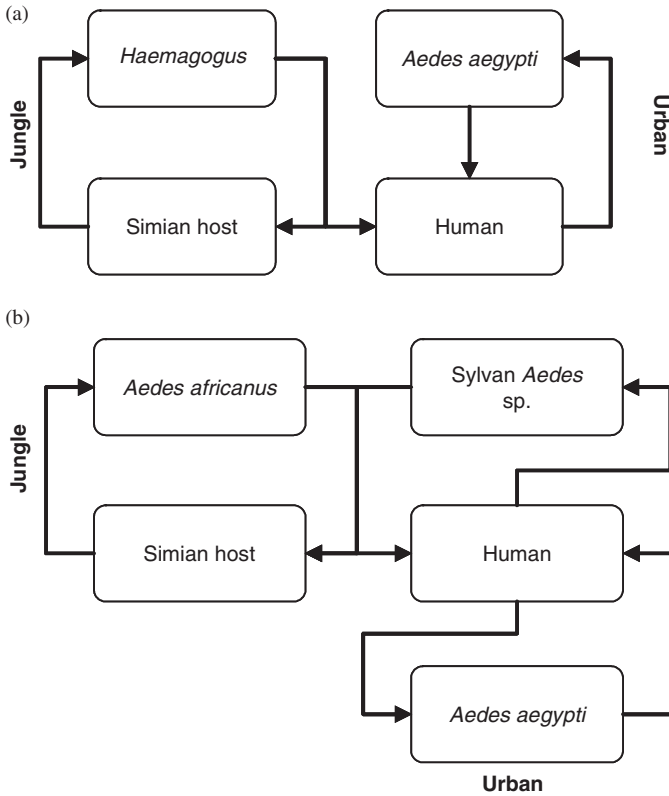 (a)
Haemagogus
Aedes aegypti
Jungle
Urban
Simian host
Human
(b)
Aedes africanus
Sylvan Aedes
sp.
Jungle
Simian host
Human
Aedes aegypti
Urban